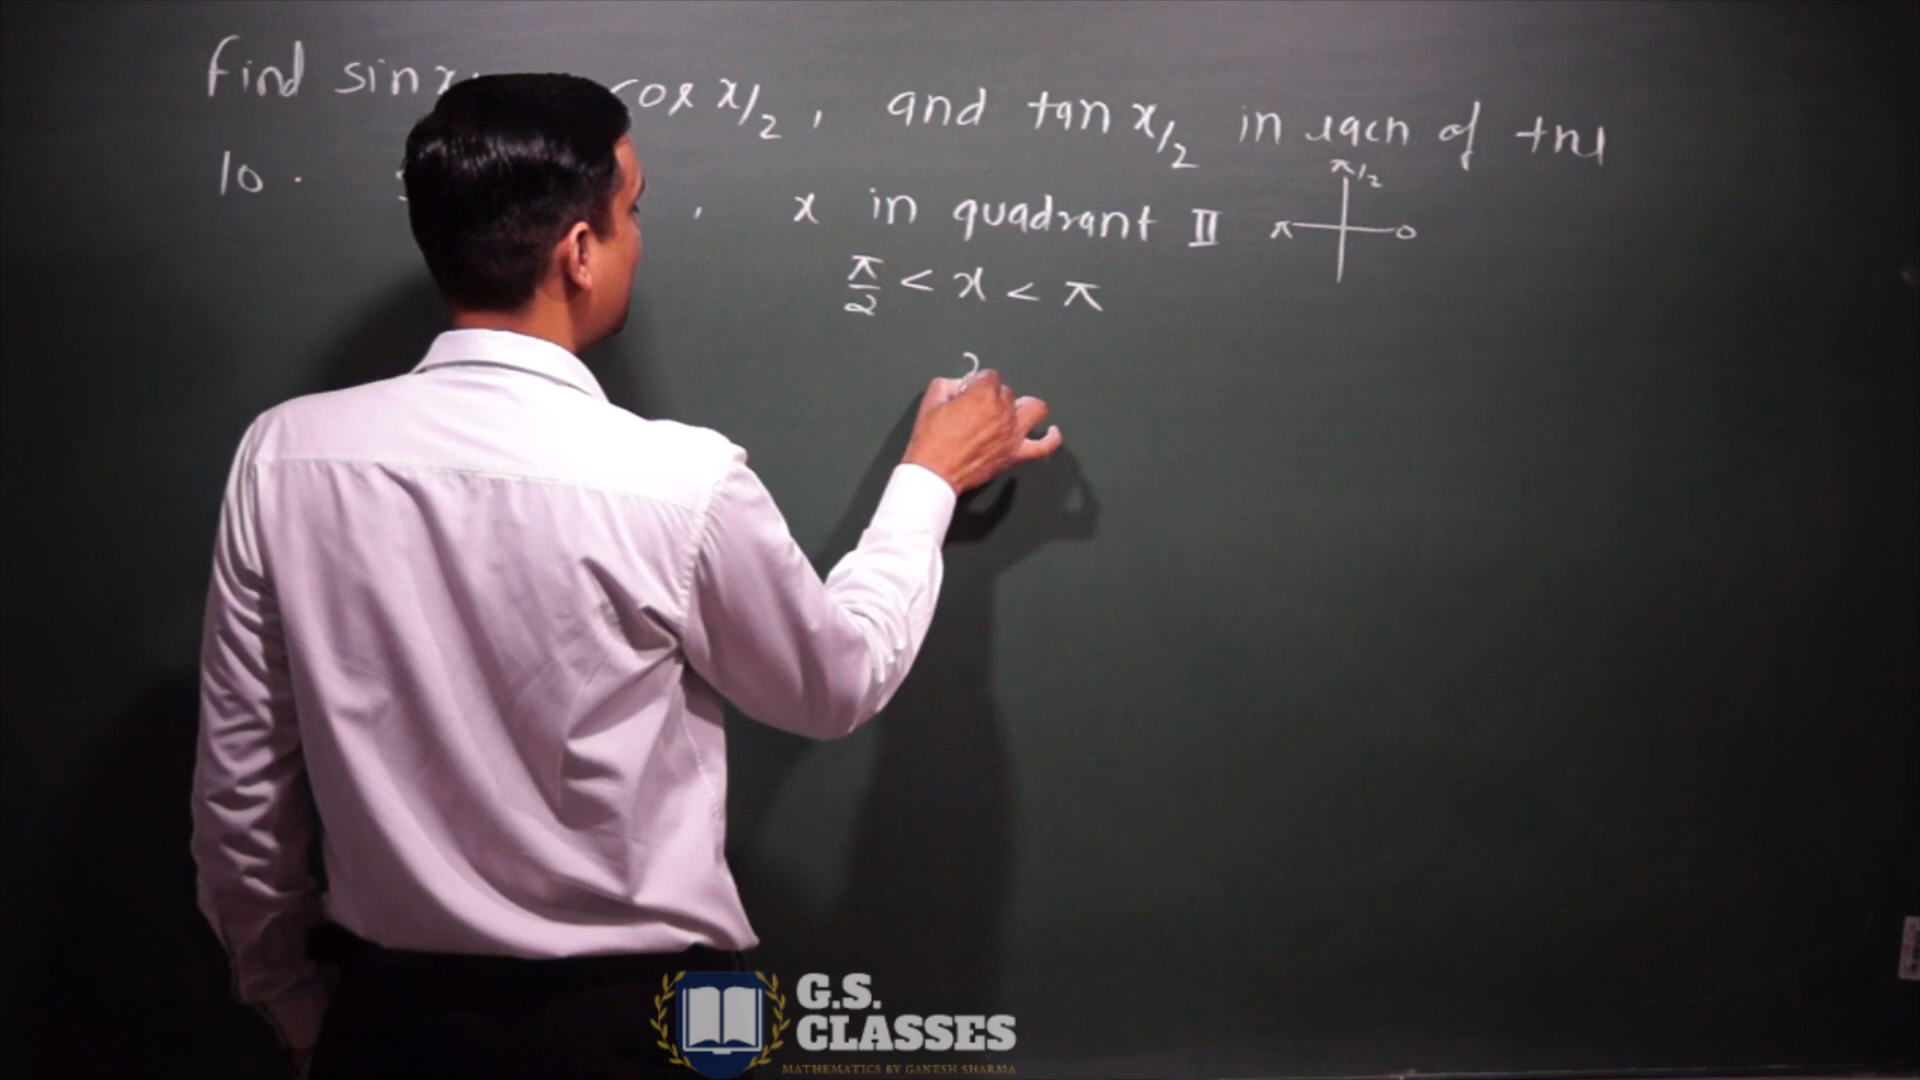 Find sin x cos x/2, and tan x/2 in each of the
10. , x in quadrant II
π/2
π 0
π/2 < x < π
G.S.
CLASSES
MATHEMATICS BY GANESH SHARMA